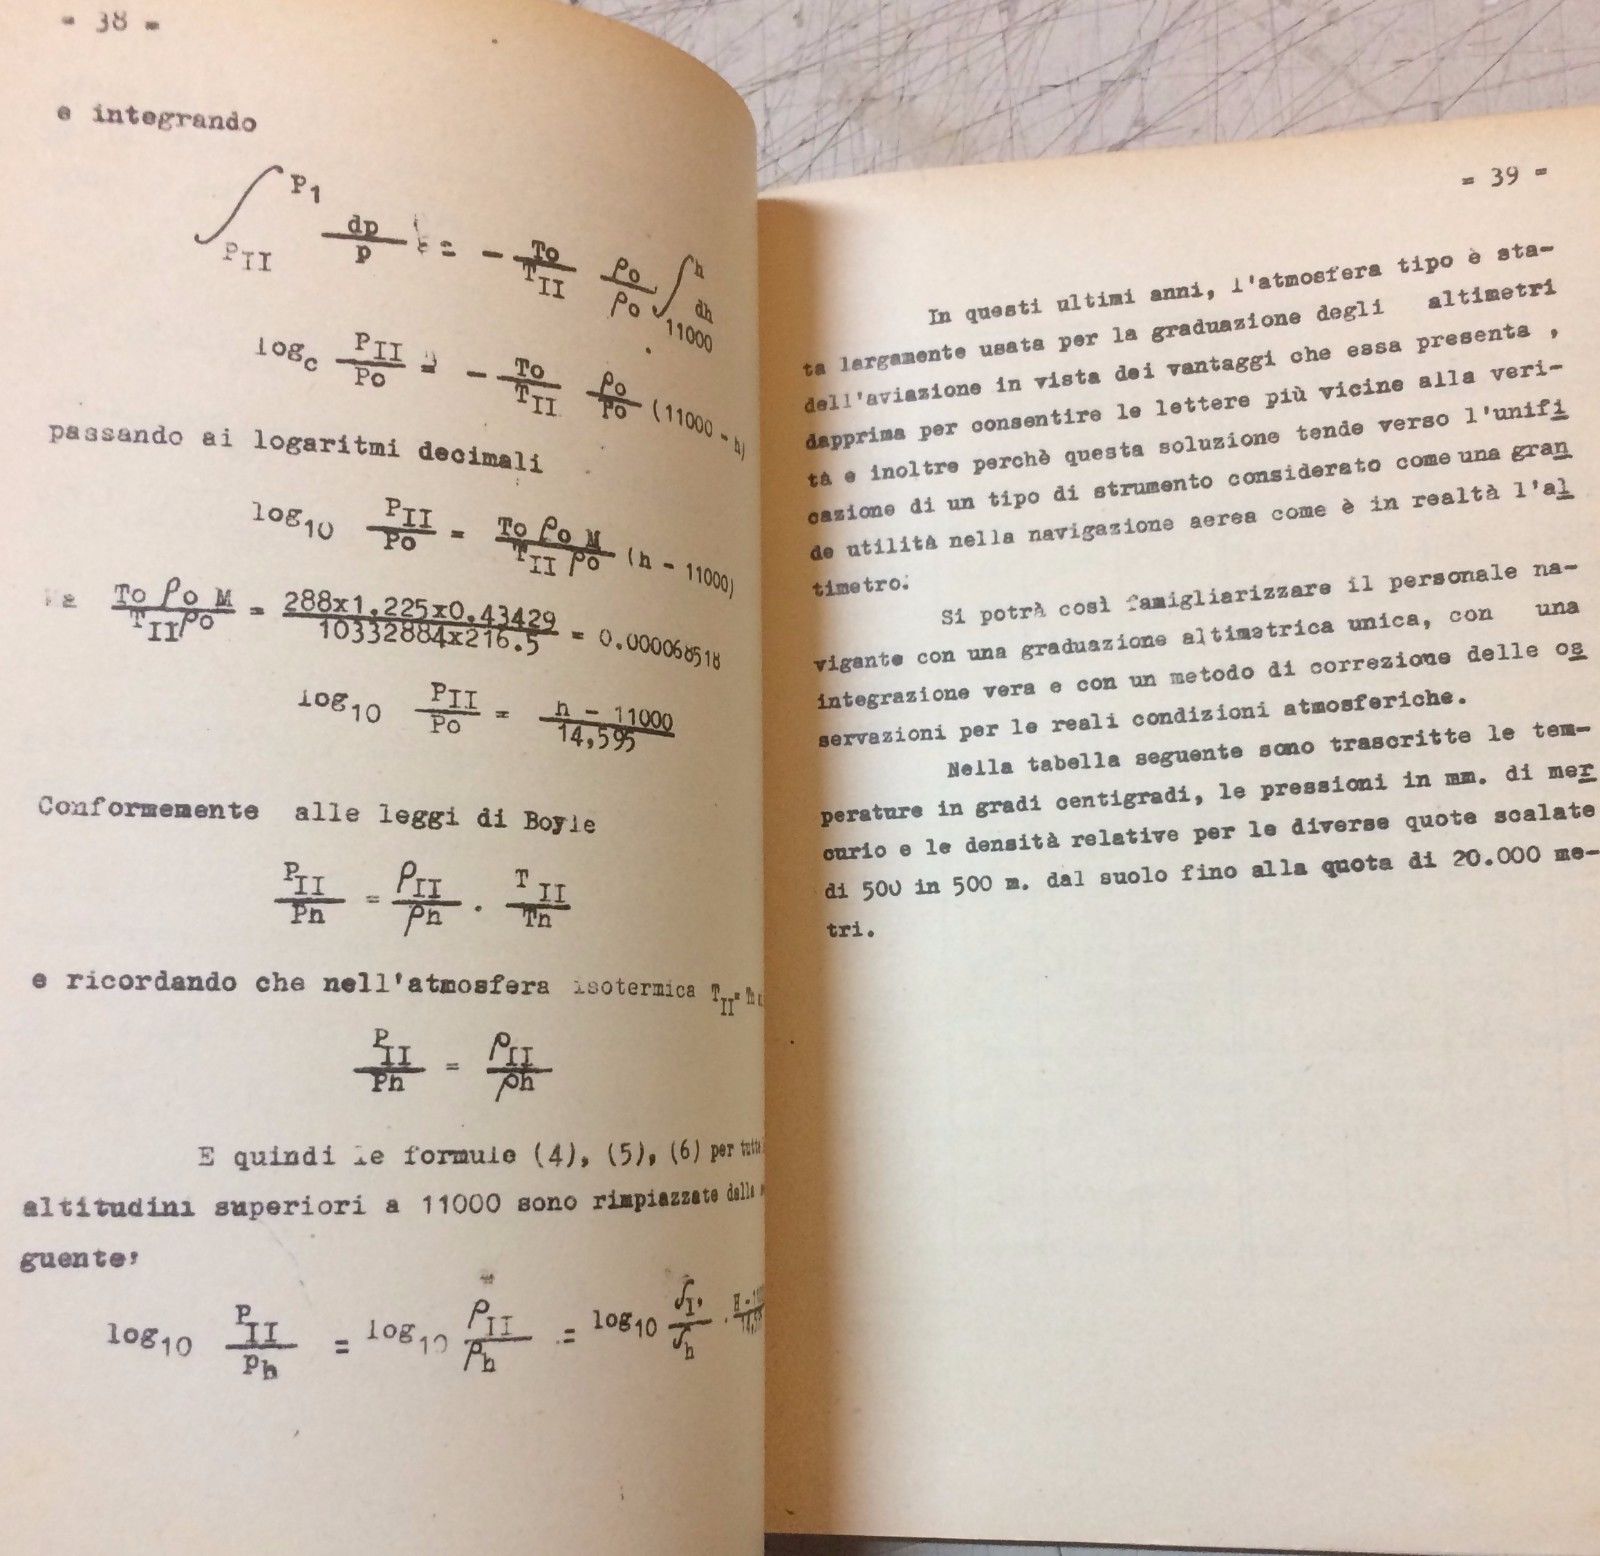 = 38 =
e integrando
∫ P1 PII dp/p = - To/TII ρo/ρo ∫ h 11000 dh
logc PII/Po = - To/TII ρo/Po (11000 - h)
passando ai logaritmi decimali
log10 PII/Po = To ρo M/TII ρo (h - 11000)
To ρo M/TII ρo = 288x1.225x0.43429/10332884x216.5 = 0.000068518
log10 PII/Po = h - 11000/14,595
Conformemente alle leggi di Boyle
PII/Ph = ρII/ρh . TII/Th
e ricordando che nell'atmosfera isotermica TII=
PII/Ph = ρII/ρh
E quindi le formule (4), (5), (6) per
altitudini superiori a 11000 sono rimpiazzate dalla
guente,
log10 PII/Ph = log10 ρII/ρh = log10
= 39 =
In questi ultimi anni, l'atmosfera tipo è sta-
ta largamente usata per la graduazione degli altimetri
dell'aviazione in vista dei vantaggi che essa presenta ,
dapprima per consentire le lettere più vicine alla veri-
tà e inoltre perchè questa soluzione tende verso l'unifi
cazione di un tipo di strumento considerato come una gran
de utilità nella navigazione aerea come è in realtà l'al
timetro.
Si potrà così famigliarizzare il personale na-
vigante con una graduazione altimetrica unica, con una
integrazione vera e con un metodo di correzione delle os
servazioni per le reali condizioni atmosferiche.
Nella tabella seguente sono trascritte le tem-
perature in gradi centigradi, le pressioni in mm. di mer
curio e le densità relative per le diverse quote scalate
di 500 in 500 m. dal suolo fino alla quota di 20.000 me-
tri.